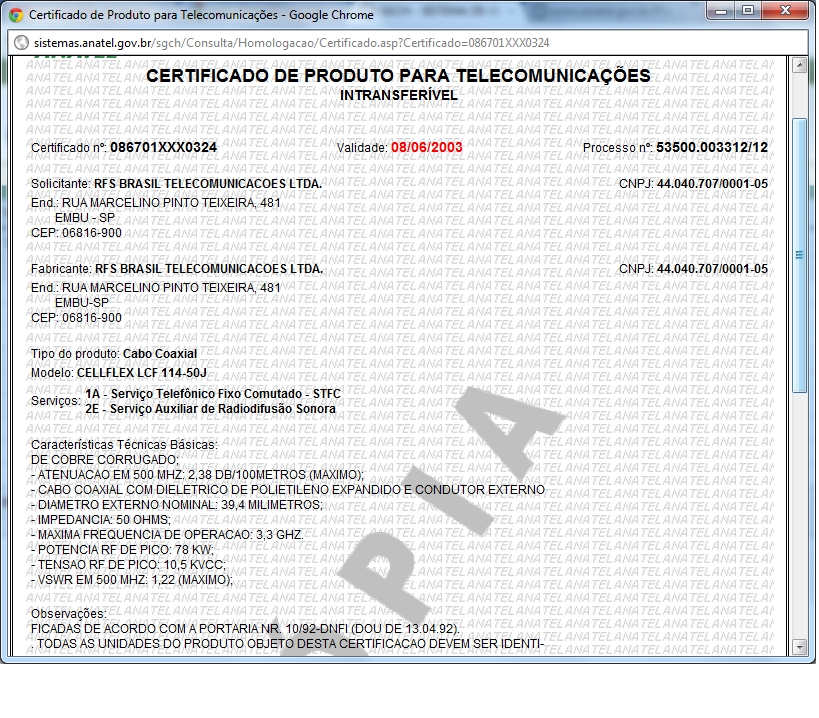 Certificado de Produto para Telecomunicações - Google Chrome
sistemas.anatel.gov.br/sgch/Consulta/Homologacao/Certificado.asp?Certificado=086701XXX0324
ANATEL
CERTIFICADO DE PRODUTO PARA TELECOMUNICAÇÕES
INTRANSFERÍVEL
Certificado nº: 086701XXX0324 Validade: 08/06/2003 Processo nº: 53500.003312/12
Solicitante: RFS BRASIL TELECOMUNICACOES LTDA. CNPJ: 44.040.707/0001-05
End.: RUA MARCELINO PINTO TEIXEIRA, 481
EMBU - SP
CEP: 06816-900
Fabricante: RFS BRASIL TELECOMUNICACOES LTDA. CNPJ: 44.040.707/0001-05
End.: RUA MARCELINO PINTO TEIXEIRA, 481
EMBU-SP
CEP: 06816-900
Tipo do produto: Cabo Coaxial
Modelo: CELLFLEX LCF 114-50J
Serviços: 1A - Serviço Telefônico Fixo Comutado - STFC
2E - Serviço Auxiliar de Radiodifusão Sonora
Características Técnicas Básicas:
DE COBRE CORRUGADO;
- ATENUACAO EM 500 MHZ: 2,38 DB/100METROS (MAXIMO);
- CABO COAXIAL COM DIELETRICO DE POLIETILENO EXPANDIDO E CONDUTOR EXTERNO
- DIAMETRO EXTERNO NOMINAL: 39,4 MILIMETROS;
- IMPEDANCIA: 50 OHMS;
- MAXIMA FREQUENCIA DE OPERACAO: 3,3 GHZ.
- POTENCIA RF DE PICO: 78 KW;
- TENSAO RF DE PICO: 10,5 KVCC;
- VSWR EM 500 MHZ: 1,22 (MAXIMO);
Observações:
FICADAS DE ACORDO COM A PORTARIA NR. 10/92-DNFI (DOU DE 13.04.92).
. TODAS AS UNIDADES DO PRODUTO OBJETO DESTA CERTIFICACAO DEVEM SER IDENTI-
PIA